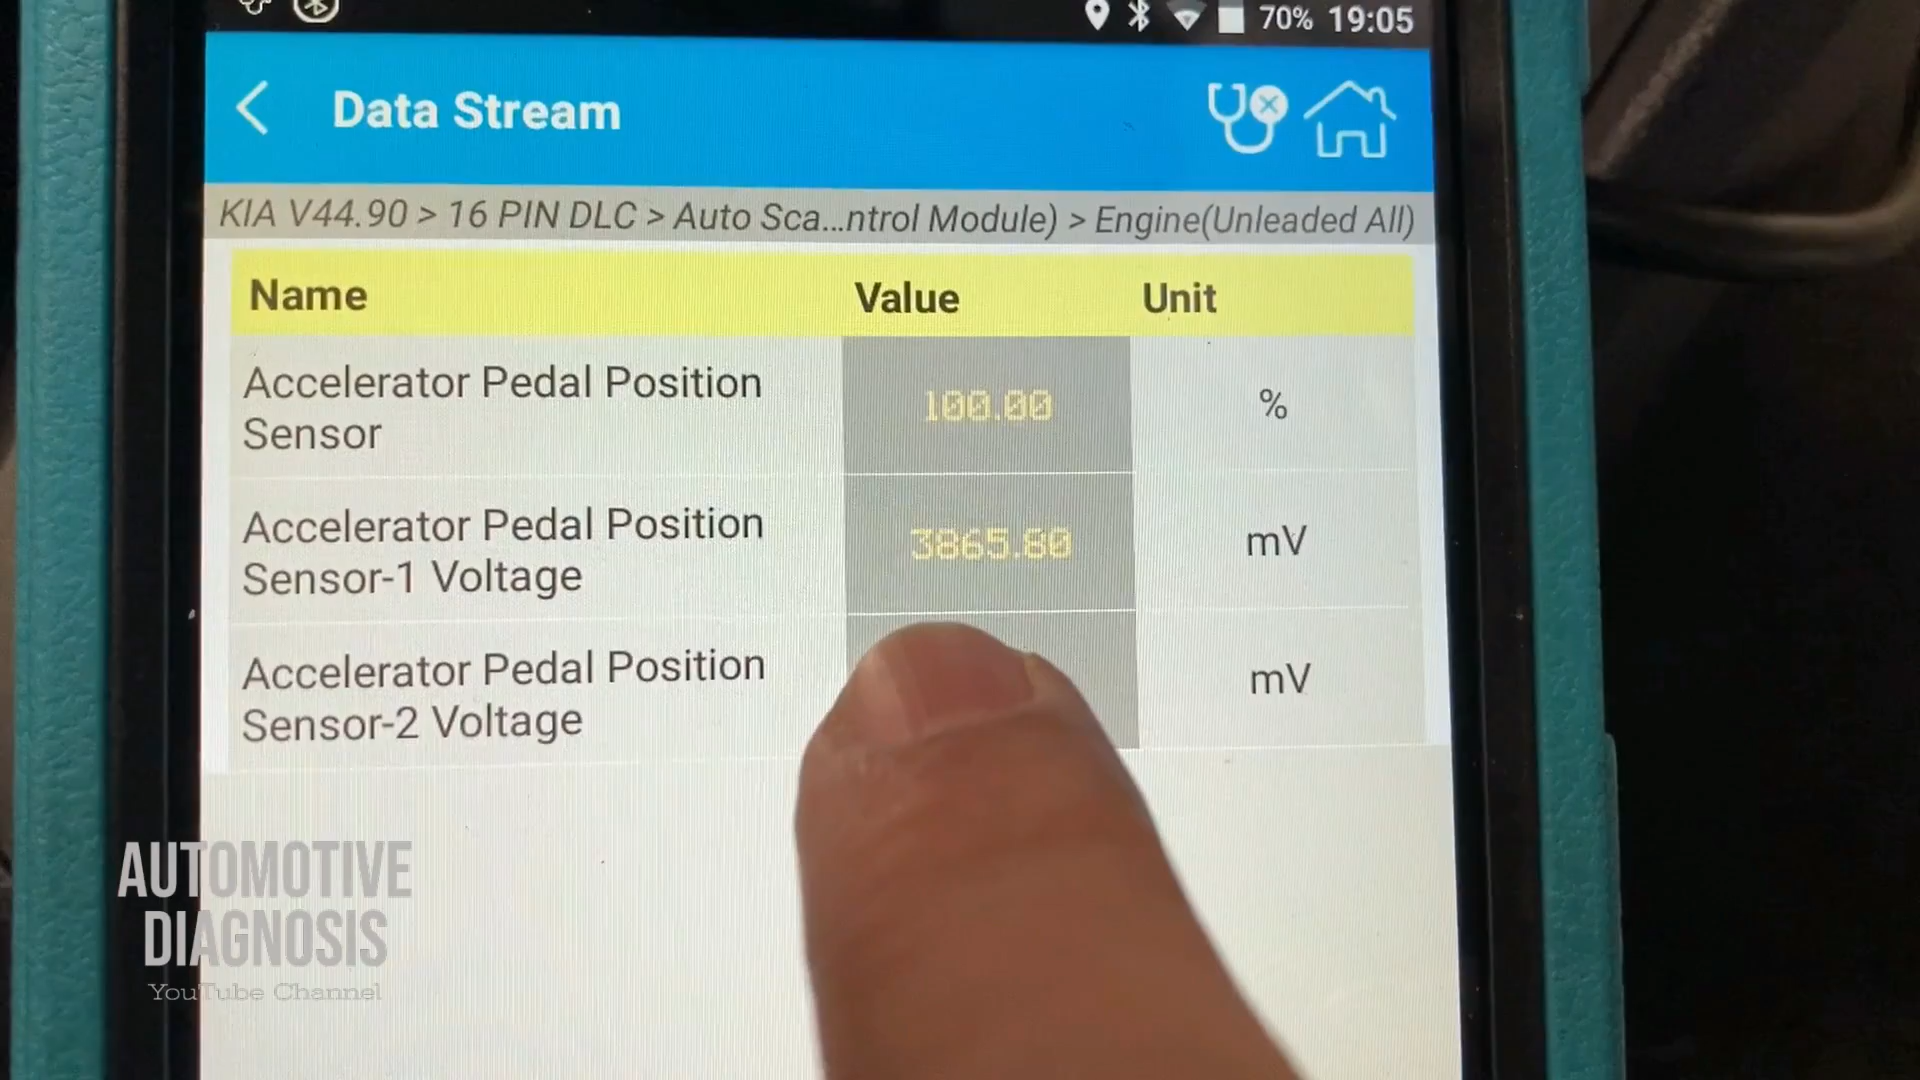 70% 19:05
Data Stream
KIA V44.90 > 16 PIN DLC > Auto Sca...ntrol Module) > Engine(Unleaded All)
Name Value Unit
Accelerator Pedal Position
Sensor
100.00 %
Accelerator Pedal Position
Sensor-1 Voltage
3865.80 mV
Accelerator Pedal Position
Sensor-2 Voltage
mV
AUTOMOTIVE
DIAGNOSIS
YouTube Channel